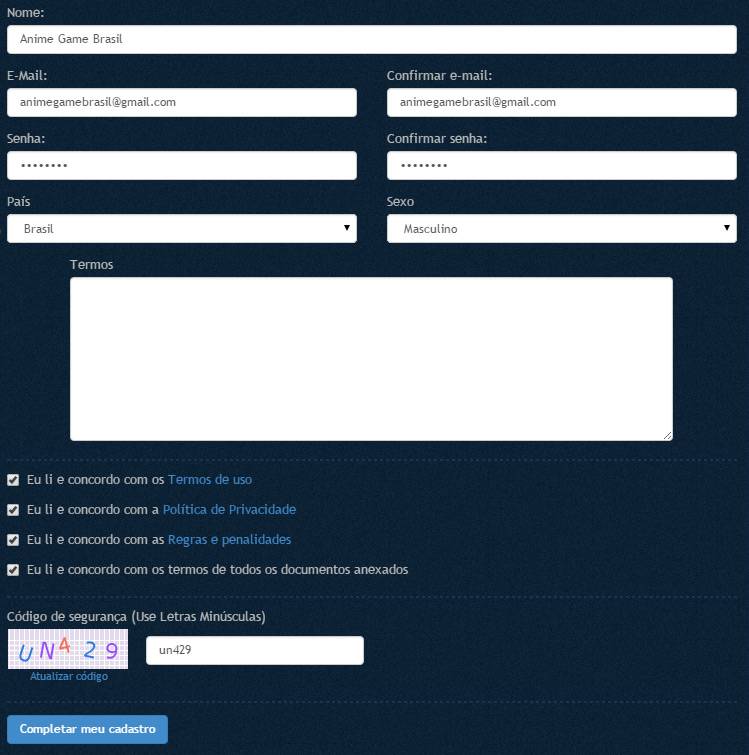 Nome:
Anime Game Brasil
E-Mail: Confirmar e-mail:
animegamebrasil@gmail.com animegamebrasil@gmail.com
Senha: Confirmar senha:
•••••••• ••••••••
País Sexo
Brasil Masculino
Termos
Eu li e concordo com os Termos de uso
Eu li e concordo com a Política de Privacidade
Eu li e concordo com as Regras e penalidades
Eu li e concordo com os termos de todos os documentos anexados
Código de segurança (Use Letras Minúsculas)
UN429 un429
Atualizar código
Completar meu cadastro